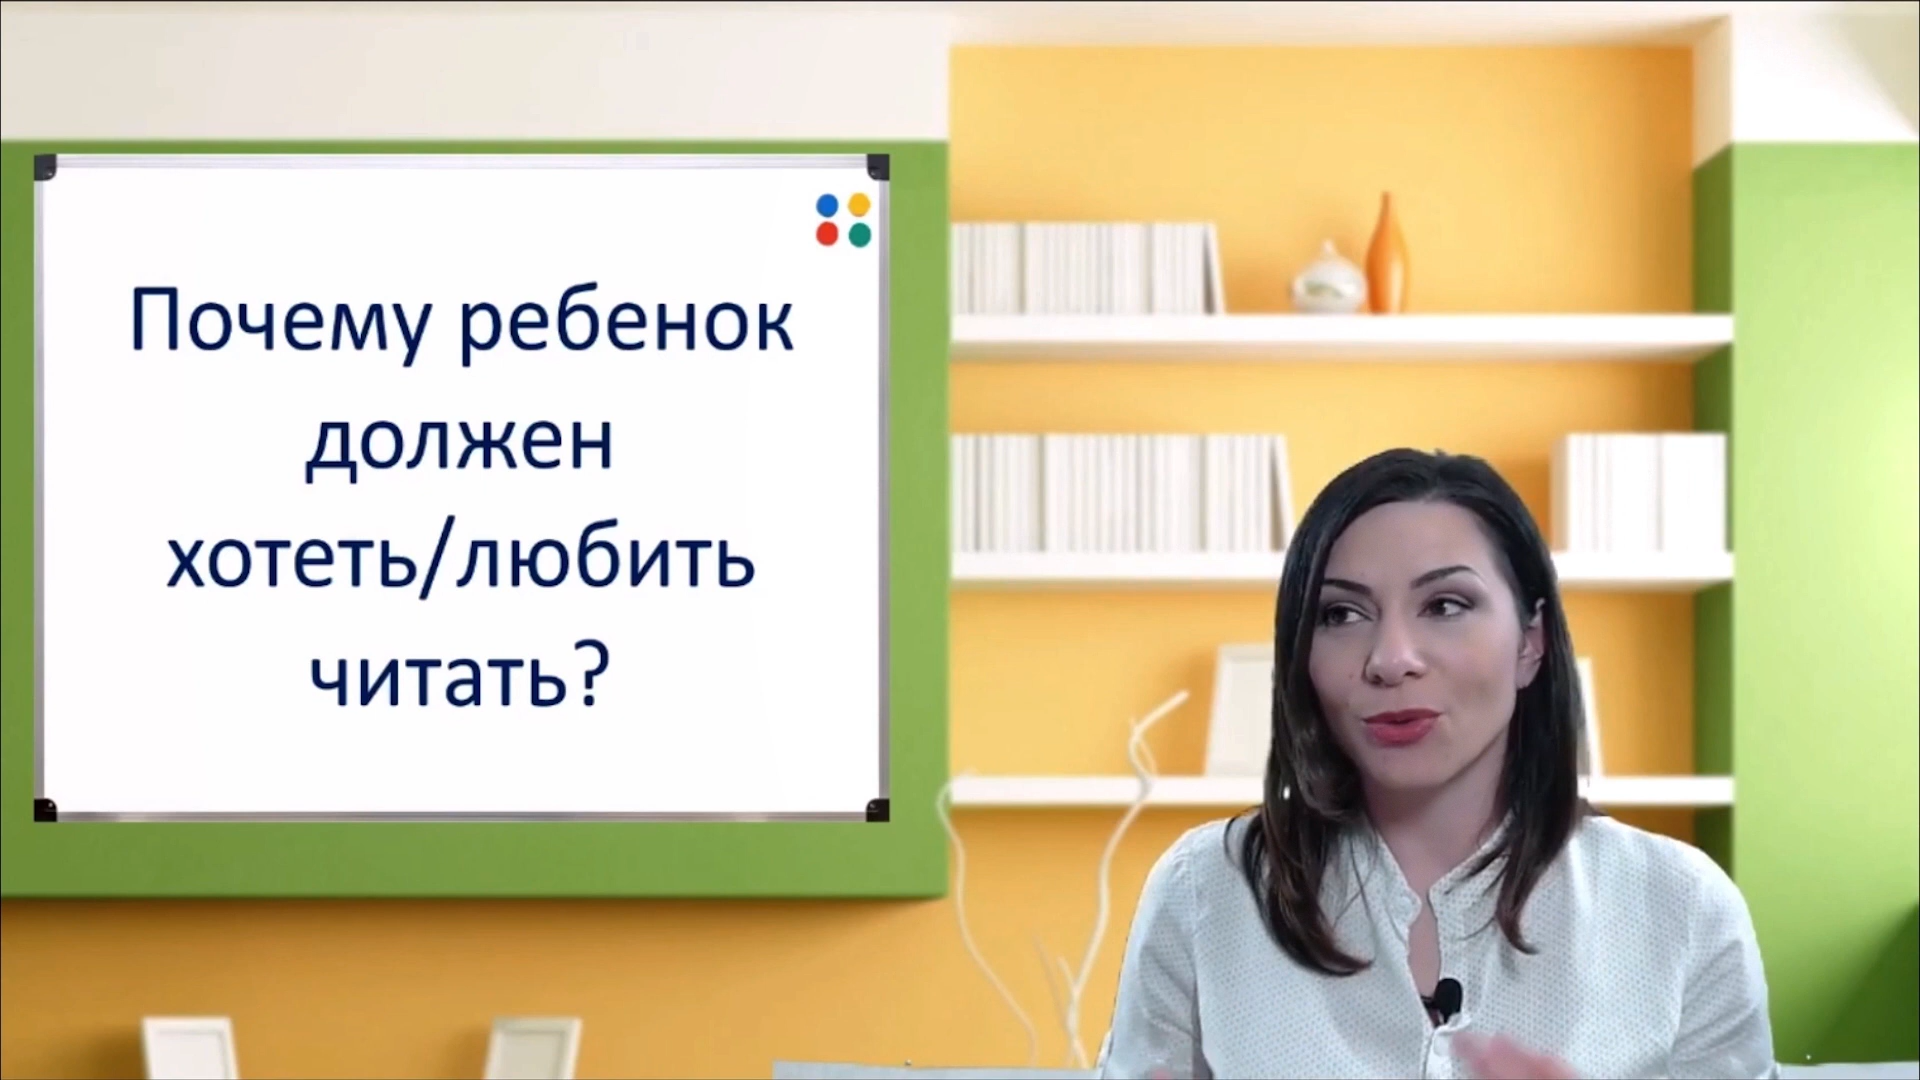 Почему ребенок
должен
хотеть/любить
читать?